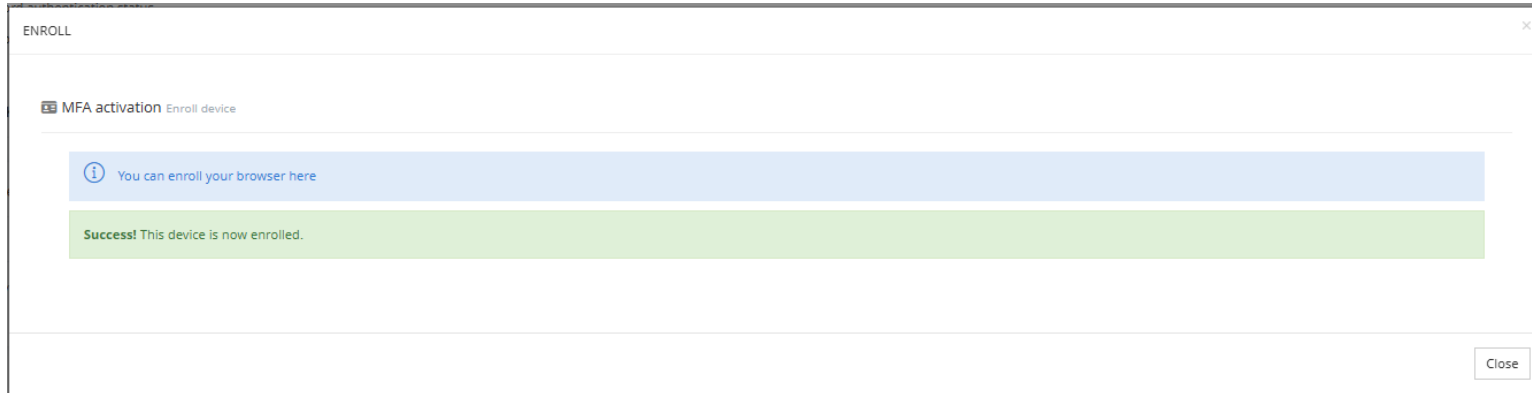 ENROLL
×
MFA activation Enroll device
You can enroll your browser here
Success! This device is now enrolled.
Close